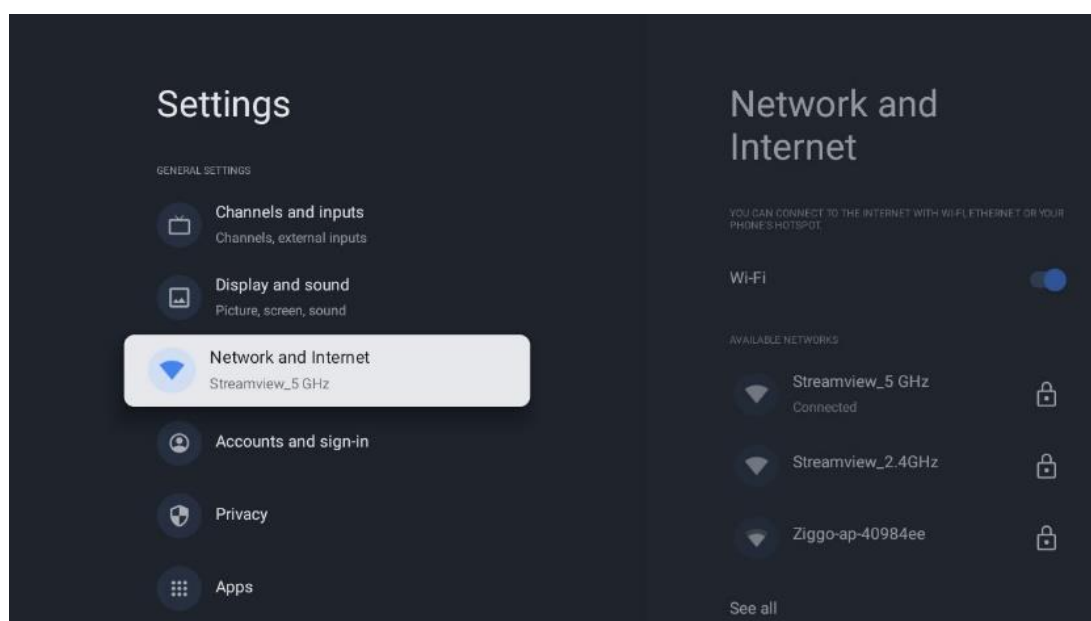 Settings
GENERAL SETTINGS
Channels and inputs
Channels, external inputs
Display and sound
Picture, screen, sound
Network and Internet
Streamview_5 GHz
Accounts and sign-in
Privacy
Apps
Network and
Internet
YOU CAN CONNECT TO THE INTERNET WITH WI-FI, ETHERNET OR YOUR
PHONE'S HOTSPOT.
Wi-Fi
AVAILABLE NETWORKS
Streamview_5 GHz
Connected
Streamview_2.4GHz
Ziggo-ap-40984ee
See all